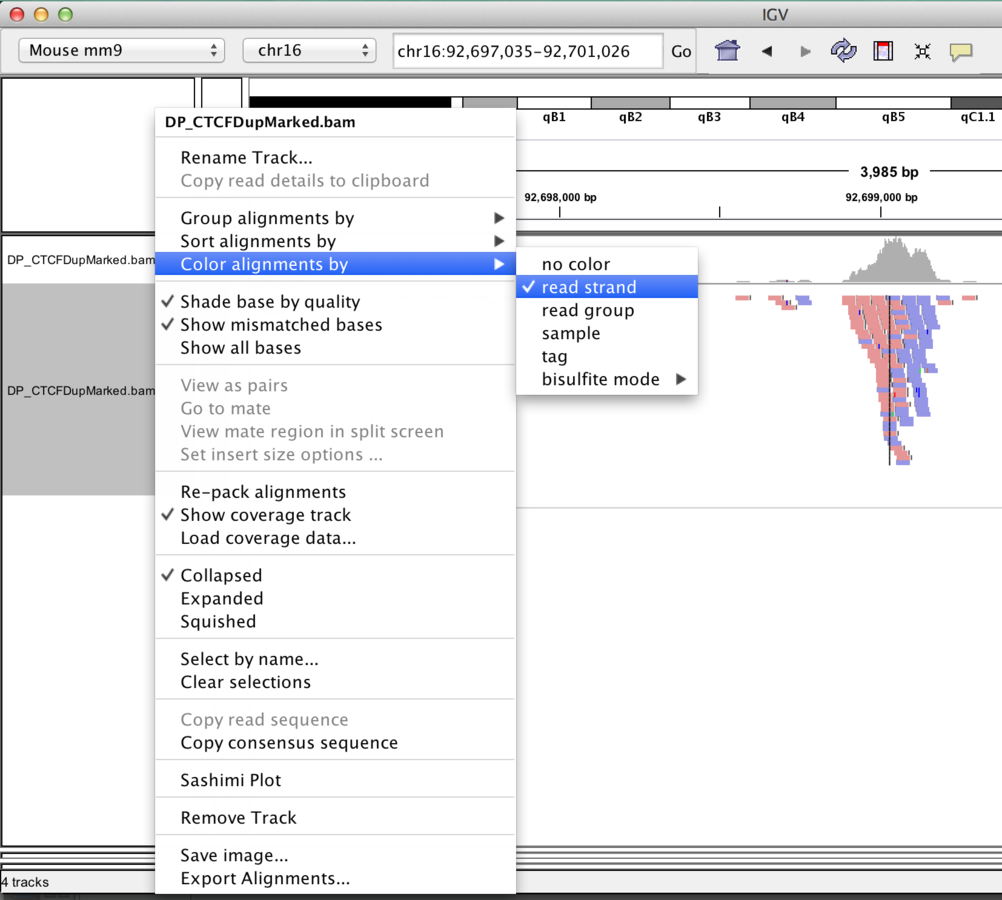 IGV
Mouse mm9
chr16
chr16:92,697,035-92,701,026
Go
qB1
qB2
qB3
qB4
qB5
qC1.1
3,985 bp
92,698,000 bp
92,699,000 bp
DP_CTCFDupMarked.bam
DP_CTCFDupMarked.bam
DP_CTCFDupMarked.bam
Rename Track...
Copy read details to clipboard
Group alignments by
Sort alignments by
Color alignments by
no color
read strand
read group
sample
tag
bisulfite mode
Shade base by quality
Show mismatched bases
Show all bases
View as pairs
Go to mate
View mate region in split screen
Set insert size options ...
Re-pack alignments
Show coverage track
Load coverage data...
Collapsed
Expanded
Squished
Select by name...
Clear selections
Copy read sequence
Copy consensus sequence
Sashimi Plot
Remove Track
Save image...
Export Alignments...
4 tracks